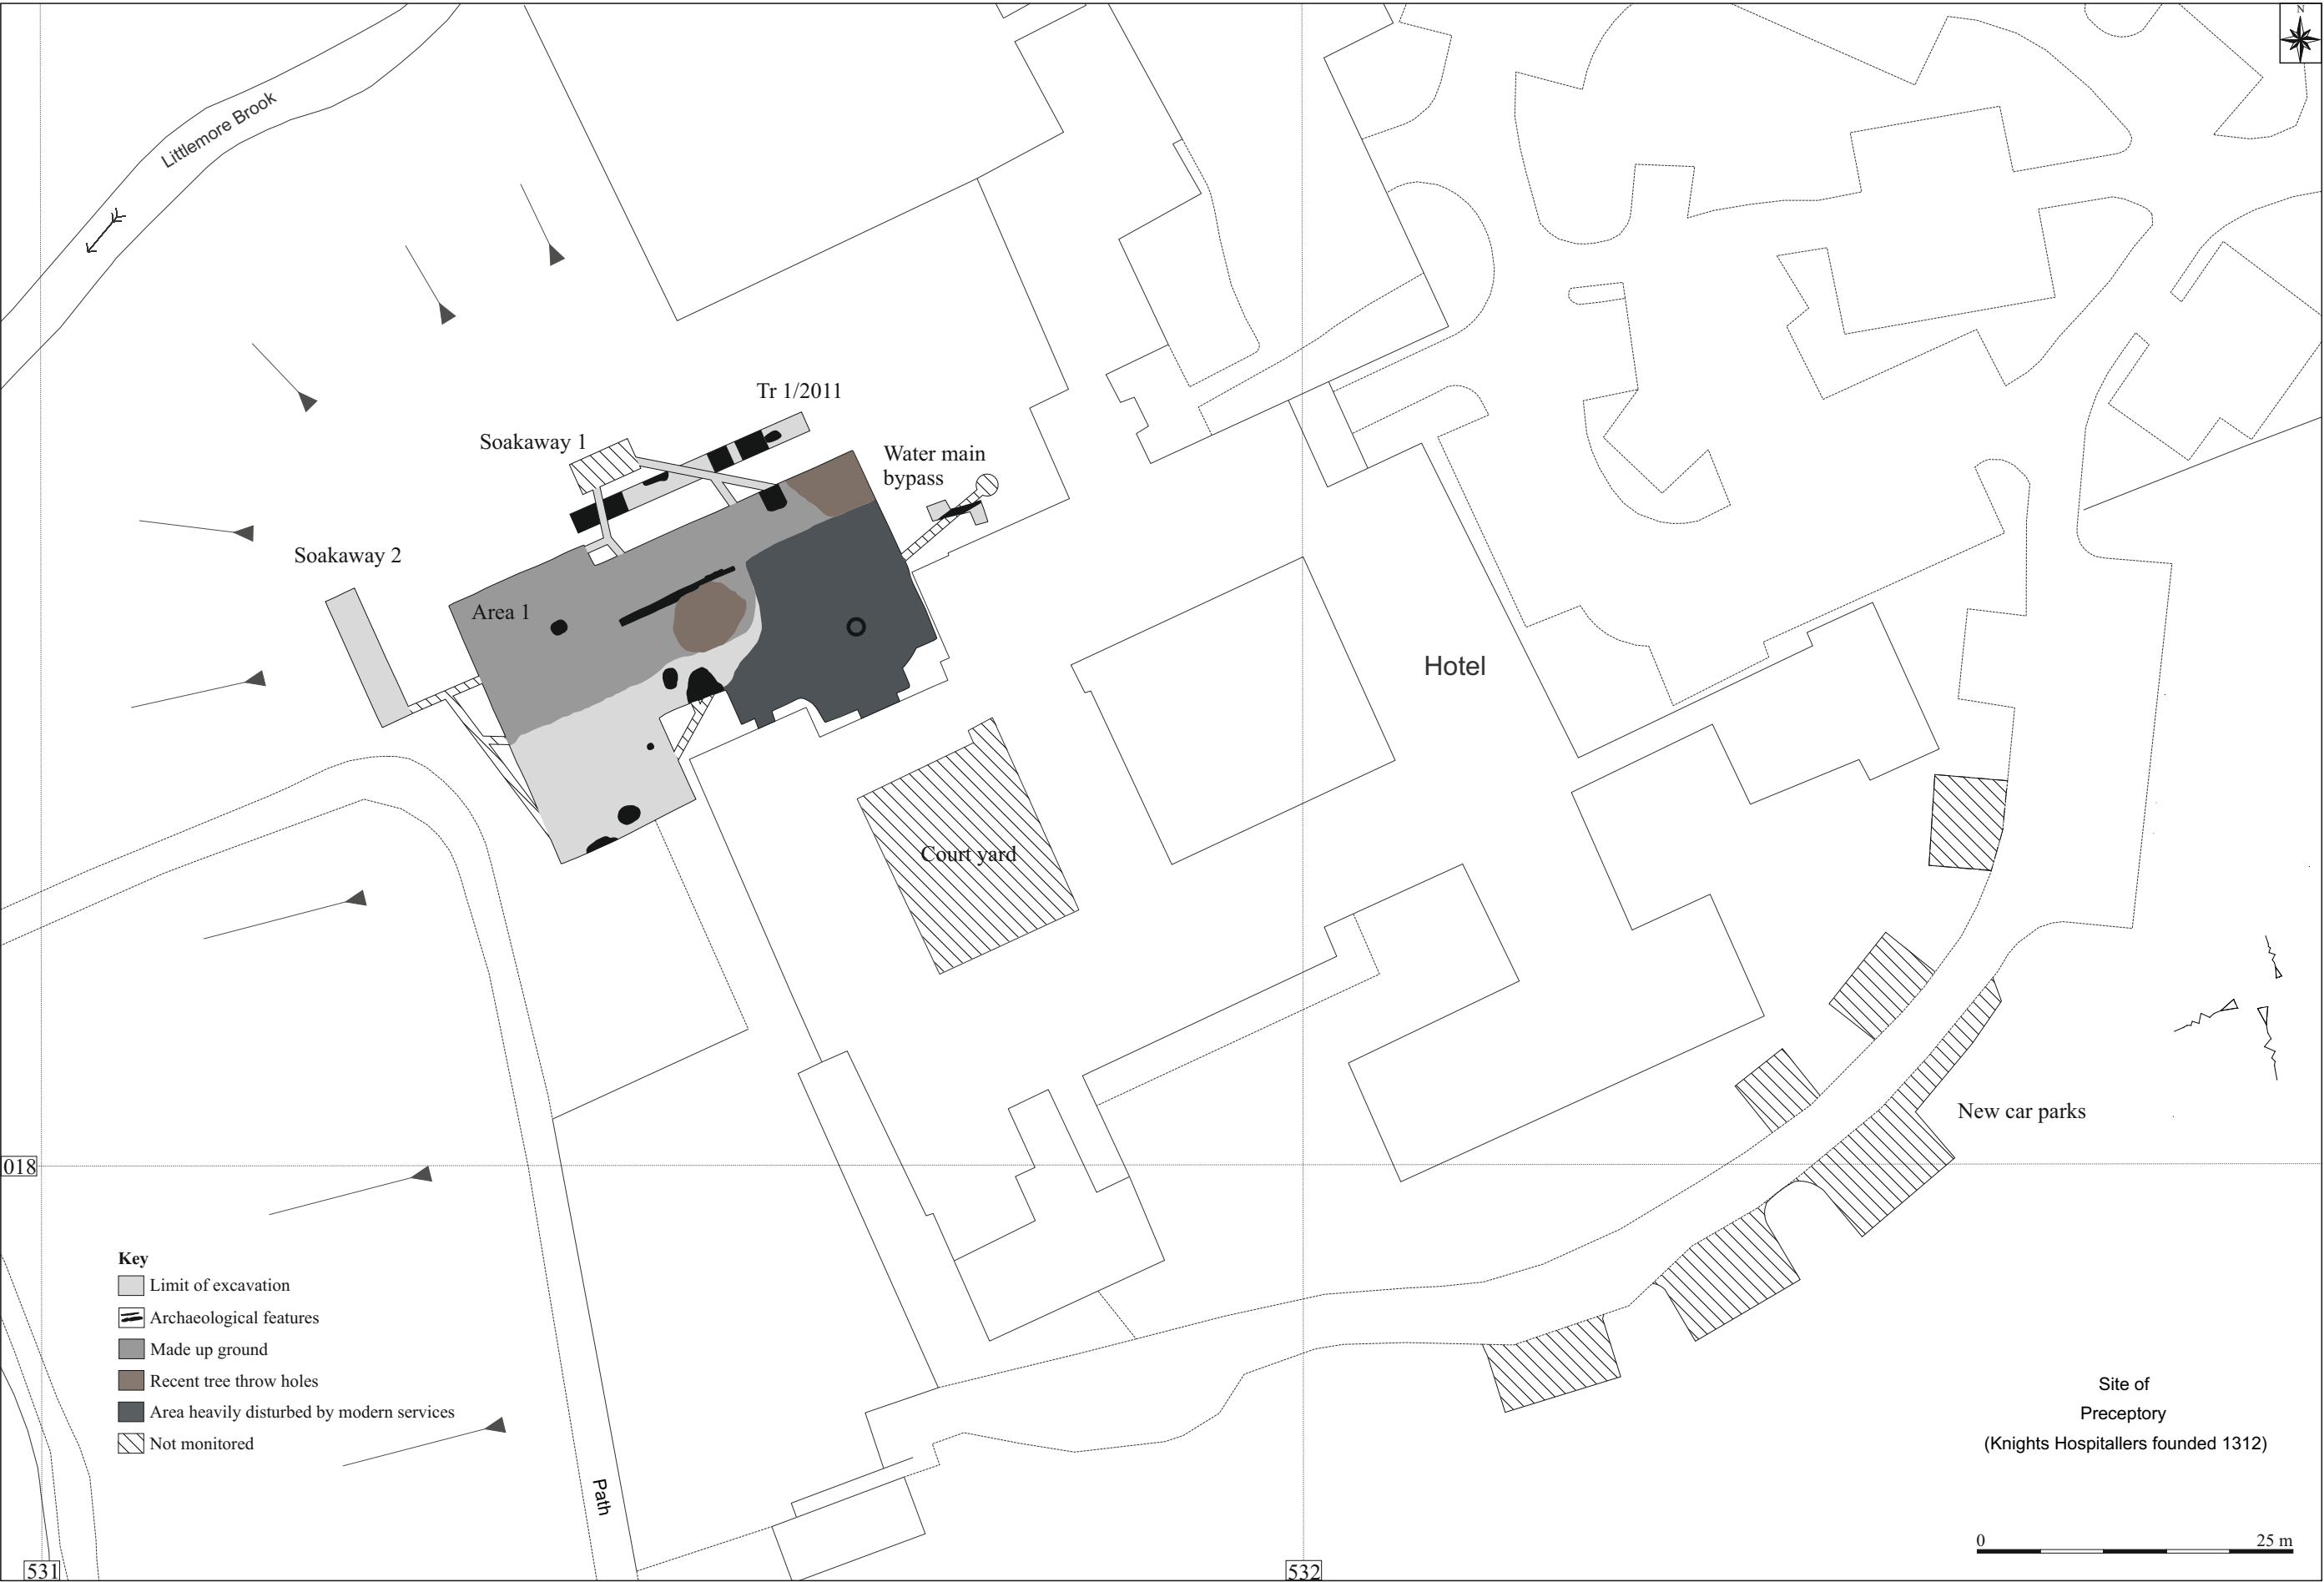 N
Littlemore Brook
Tr 1/2011
Soakaway 1
Water main
bypass
Soakaway 2
Area 1
Hotel
Court yard
New car parks
018
Key
Limit of excavation
Archaeological features
Made up ground
Recent tree throw holes
Area heavily disturbed by modern services
Not monitored
Path
Site of
Preceptory
(Knights Hospitallers founded 1312)
0 25 m
531
532